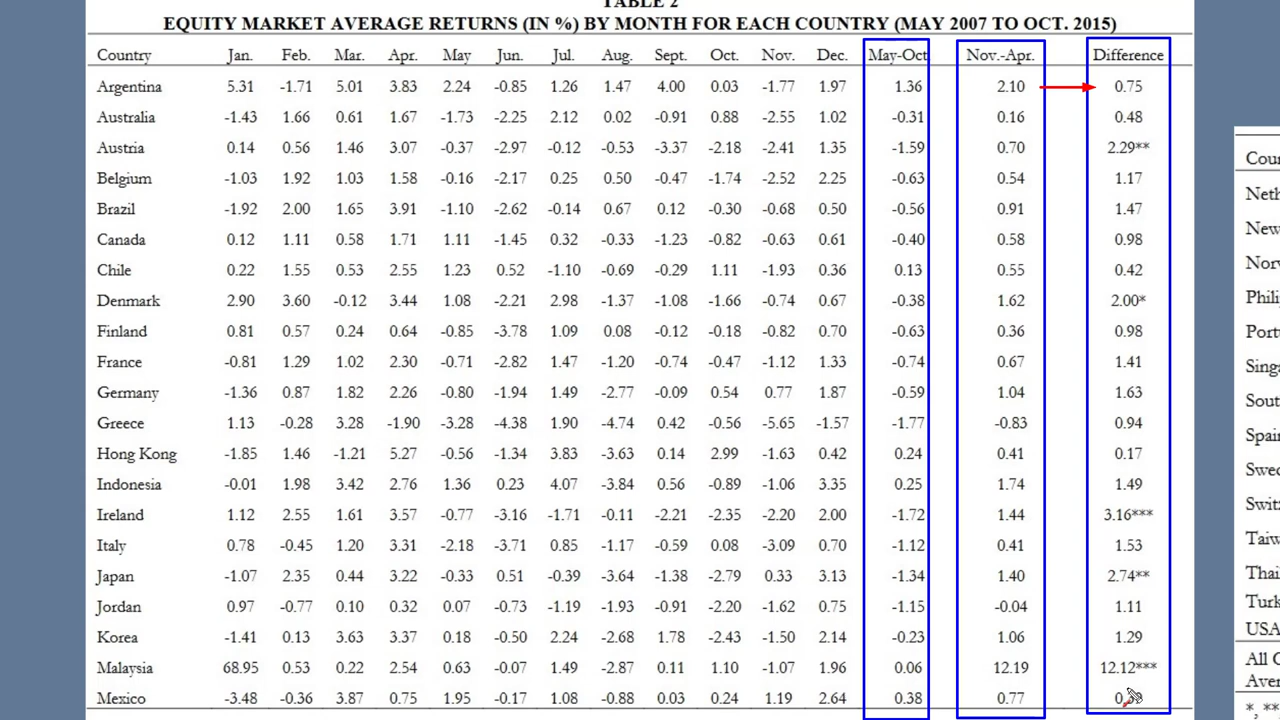 TABLE 2
EQUITY MARKET AVERAGE RETURNS (IN %) BY MONTH FOR EACH COUNTRY (MAY 2007 TO OCT. 2015)
Country Jan. Feb. Mar. Apr. May Jun. Jul. Aug. Sept. Oct. Nov. Dec. May-Oct Nov.-Apr. Difference
Argentina 5.31 -1.71 5.01 3.83 2.24 -0.85 1.26 1.47 4.00 0.03 -1.77 1.97 1.36 2.10 0.75
Australia -1.43 1.66 0.61 1.67 -1.73 -2.25 2.12 0.02 -0.91 0.88 -2.55 1.02 -0.31 0.16 0.48
Austria 0.14 0.56 1.46 3.07 -0.37 -2.97 -0.12 -0.53 -3.37 -2.18 -2.41 1.35 -1.59 0.70 2.29**
Belgium -1.03 1.92 1.03 1.58 -0.16 -2.17 0.25 0.50 -0.47 -1.74 -2.52 2.25 -0.63 0.54 1.17
Brazil -1.92 2.00 1.65 3.91 -1.10 -2.62 -0.14 0.67 0.12 -0.30 -0.68 0.50 -0.56 0.91 1.47
Canada 0.12 1.11 0.58 1.71 1.11 -1.45 0.32 -0.33 -1.23 -0.82 -0.63 0.61 -0.40 0.58 0.98
Chile 0.22 1.55 0.53 2.55 1.23 0.52 -1.10 -0.69 -0.29 1.11 -1.93 0.36 0.13 0.55 0.42
Denmark 2.90 3.60 -0.12 3.44 1.08 -2.21 2.98 -1.37 -1.08 -1.66 -0.74 0.67 -0.38 1.62 2.00*
Finland 0.81 0.57 0.24 0.64 -0.85 -3.78 1.09 0.08 -0.12 -0.18 -0.82 0.70 -0.63 0.36 0.98
France -0.81 1.29 1.02 2.30 -0.71 -2.82 1.47 -1.20 -0.74 -0.47 -1.12 1.33 -0.74 0.67 1.41
Germany -1.36 0.87 1.82 2.26 -0.80 -1.94 1.49 -2.77 -0.09 0.54 0.77 1.87 -0.59 1.04 1.63
Greece 1.13 -0.28 3.28 -1.90 -3.28 -4.38 1.90 -4.74 0.42 -0.56 -5.65 -1.57 -1.77 -0.83 0.94
Hong Kong -1.85 1.46 -1.21 5.27 -0.56 -1.34 3.83 -3.63 0.14 2.99 -1.63 0.42 0.24 0.41 0.17
Indonesia -0.01 1.98 3.42 2.76 1.36 0.23 4.07 -3.84 0.56 -0.89 -1.06 3.35 0.25 1.74 1.49
Ireland 1.12 2.55 1.61 3.57 -0.77 -3.16 -1.71 -0.11 -2.21 -2.35 -2.20 2.00 -1.72 1.44 3.16***
Italy 0.78 -0.45 1.20 3.31 -2.18 -3.71 0.85 -1.17 -0.59 0.08 -3.09 0.70 -1.12 0.41 1.53
Japan -1.07 2.35 0.44 3.22 -0.33 0.51 -0.39 -3.64 -1.38 -2.79 0.33 3.13 -1.34 1.40 2.74**
Jordan 0.97 -0.77 0.10 0.32 0.07 -0.73 -1.19 -1.93 -0.91 -2.20 -1.62 0.75 -1.15 -0.04 1.11
Korea -1.41 0.13 3.63 3.37 0.18 -0.50 2.24 -2.68 1.78 -2.43 -1.50 2.14 -0.23 1.06 1.29
Malaysia 68.95 0.53 0.22 2.54 0.63 -0.07 1.49 -2.87 0.11 1.10 -1.07 1.96 0.06 12.19 12.12***
Mexico -3.48 -0.36 3.87 0.75 1.95 -0.17 1.08 -0.88 0.03 0.24 1.19 2.64 0.38 0.77
Cour
Neth
New
Norv
Phili
Port
Singa
Sout
Spai
Swed
Swit
Taiw
Thai
Turk
USA
All C
Aver
*, **